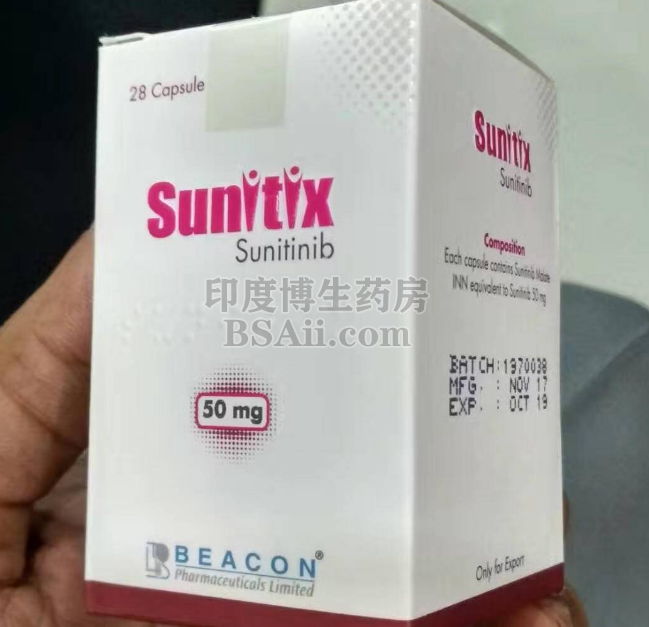 28 Capsule
Sunitix
Sunitinib
50 mg
BEACON®
Pharmaceuticals Limited
Sunitix
Sunitinib
Composition
Each capsule contains Sunitinib Malate
INN equivalent to Sunitinib 50 mg
BATCH: 1370038
MFG. : NOV 17
EXP. : OCT 19
Only for Export
印度博生药房
BSAii.com